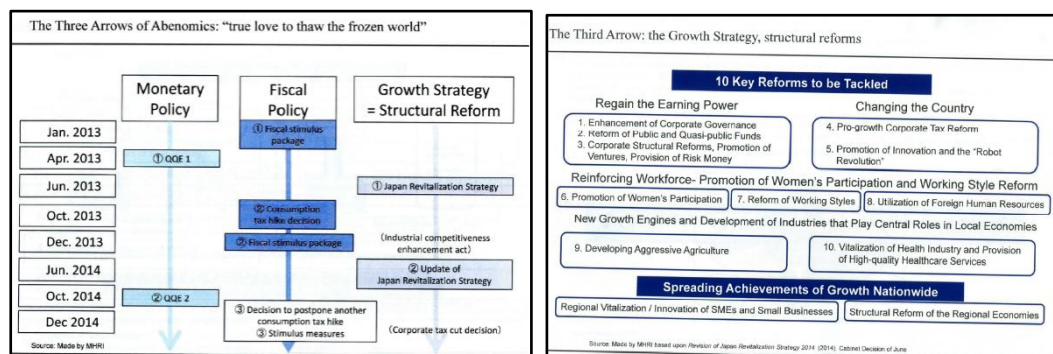 The Three Arrows of Abenomics: “true love to thaw the frozen world”
Monetary
Policy
Fiscal
Policy
Growth Strategy
= Structural Reform
Jan. 2013
① Fiscal stimulus
package
Apr. 2013
① QQE 1
Jun. 2013
① Japan Revitalization Strategy
Oct. 2013
② Consumption
tax hike decision
Dec. 2013
② Fiscal stimulus package
(Industrial competitiveness
enhancement act)
Jun. 2014
② Update of
Japan Revitalization Strategy
Oct. 2014
② QQE 2
③ Decision to postpone another
consumption tax hike
③ Stimulus measures
Dec 2014
(Corporate tax cut decision)
Source: Made by MHRI
The Third Arrow: the Growth Strategy, structural reforms
10 Key Reforms to be Tackled
Regain the Earning Power
1. Enhancement of Corporate Governance
2. Reform of Public and Quasi-public Funds
3. Corporate Structural Reforms, Promotion of
Ventures, Provision of Risk Money
Changing the Country
4. Pro-growth Corporate Tax Reform
5. Promotion of Innovation and the “Robot
Revolution”
Reinforcing Workforce- Promotion of Women’s Participation and Working Style Reform
6. Promotion of Women’s Participation
7. Reform of Working Styles
8. Utilization of Foreign Human Resources
New Growth Engines and Development of Industries that Play Central Roles in Local Economies
9. Developing Aggressive Agriculture
10. Vitalization of Health Industry and Provision
of High-quality Healthcare Services
Spreading Achievements of Growth Nationwide
Regional Vitalization / Innovation of SMEs and Small Businesses
Structural Reform of the Regional Economies
Source: Made by MHRI based upon Revision of Japan Revitalization Strategy 2014 (2014). Cabinet Decision of June